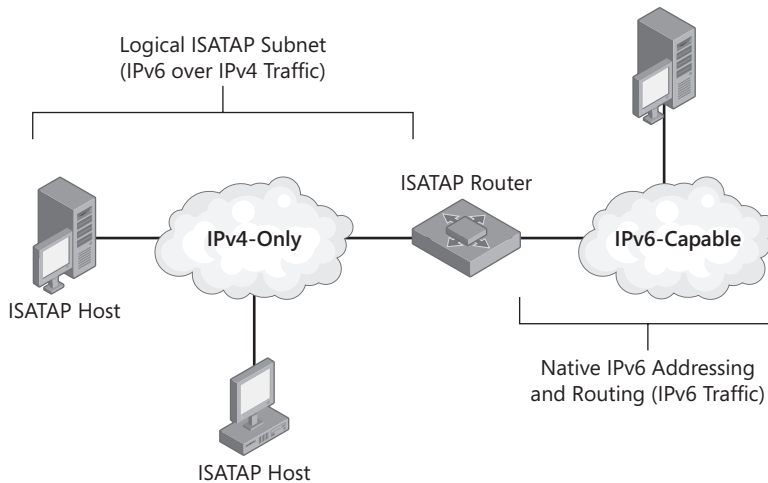 Logical ISATAP Subnet
(IPv6 over IPv4 Traffic)
ISATAP Router
IPv4-Only
IPv6-Capable
ISATAP Host
Native IPv6 Addressing
and Routing (IPv6 Traffic)
ISATAP Host